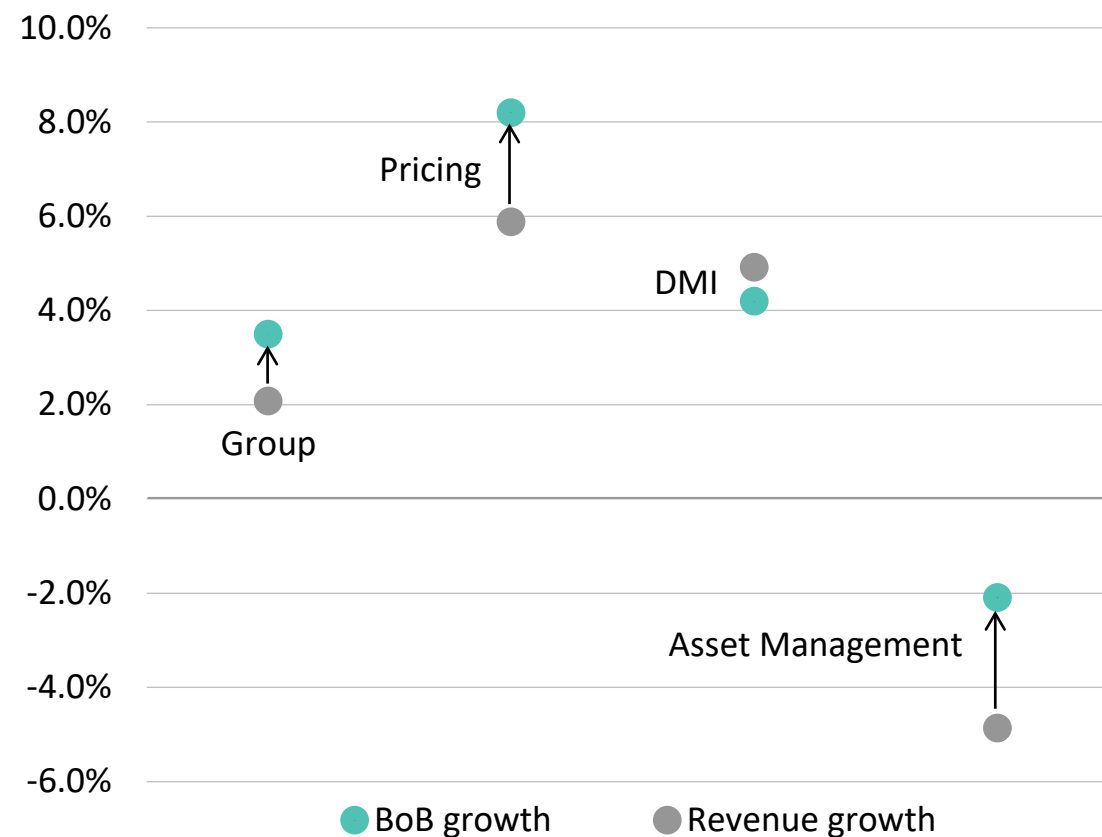 10.0%
8.0%
Pricing
6.0%
DMI
4.0%
2.0%
Group
0.0%
-2.0%
Asset Management
-4.0%
-6.0%
BoB growth
Revenue growth